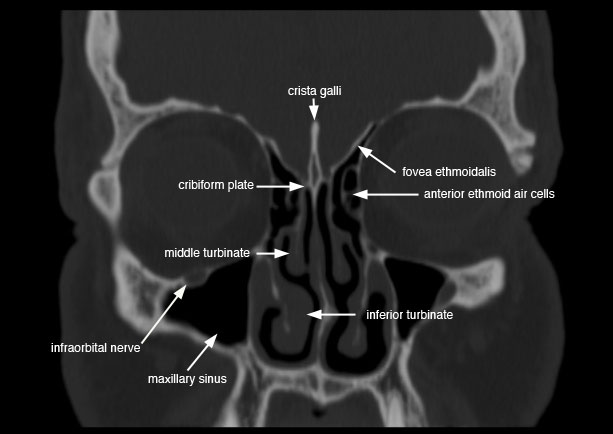 crista galli
fovea ethmoidalis
cribiform plate
anterior ethmoid air cells
middle turbinate
inferior turbinate
infraorbital nerve
maxillary sinus